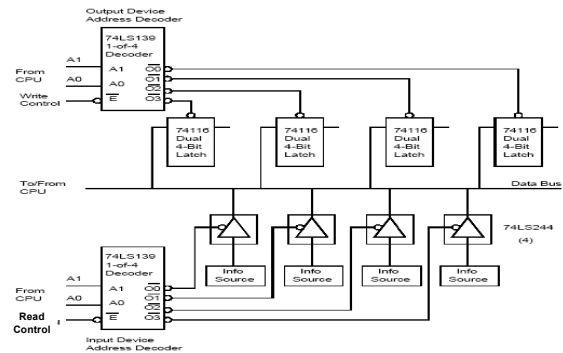 Output Device
Address Decoder
74LS139
1-of-4
Decoder
A1
A1
O0
From
CPU
A0
A0
O1
O2
Write
Control
E
O3
74116
Dual
4-Bit
Latch
74116
Dual
4-Bit
Latch
74116
Dual
4-Bit
Latch
74116
Dual
4-Bit
Latch
To/From
CPU
Data Bus
74LS244
(4)
74LS139
1-of-4
Decoder
Info
Source
Info
Source
Info
Source
Info
Source
A1
A1
O0
From
CPU
A0
A0
O1
O2
Read
Control
E
O3
Input Device
Address Decoder